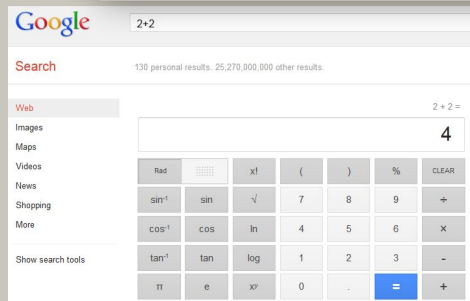 Google
2+2
Search
130 personal results. 25,270,000,000 other results.
Web
Images
Maps
Videos
News
Shopping
More
Show search tools
2 + 2 =
4
Rad x! ( ) % CLEAR
sin⁻¹ sin √ 7 8 9 ÷
cos⁻¹ cos ln 4 5 6 ×
tan⁻¹ tan log 1 2 3 -
π e xʸ 0 . = +